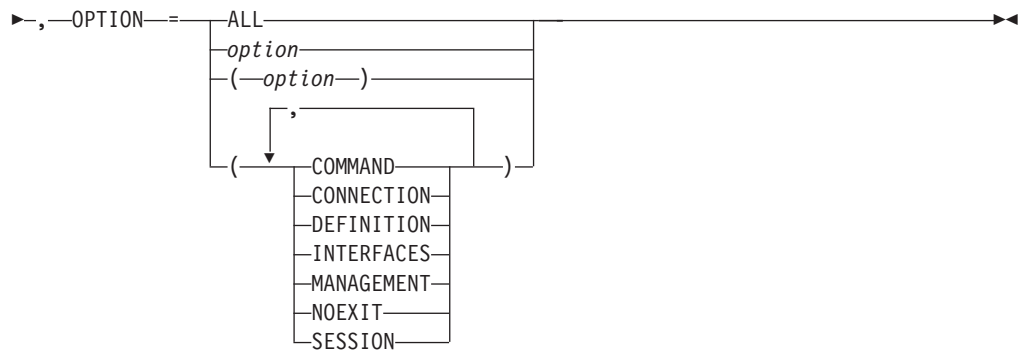 , OPTION = ALL
option
( option )
,
( COMMAND )
CONNECTION
DEFINITION
INTERFACES
MANAGEMENT
NOEXIT
SESSION